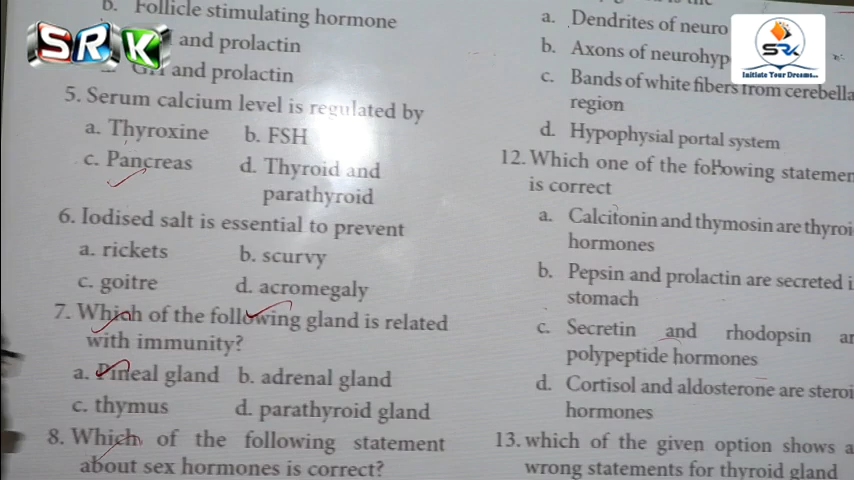 SRK
b. Follicle stimulating hormone
and prolactin
GH and prolactin
5. Serum calcium level is regulated by
a. Thyroxine b. FSH
c. Pancreas d. Thyroid and
parathyroid
6. Iodised salt is essential to prevent
a. rickets b. scurvy
c. goitre d. acromegaly
7. Which of the following gland is related
with immunity?
a. Pineal gland b. adrenal gland
c. thymus d. parathyroid gland
8. Which of the following statement
about sex hormones is correct?
SRK
Initiate Your Dreams..
a. Dendrites of neuro
b. Axons of neurohyp
c. Bands of white fibers from cerebella
region
d. Hypophysial portal system
12. Which one of the following statemen
is correct
a. Calcitonin and thymosin are thyroi
hormones
b. Pepsin and prolactin are secreted i
stomach
c. Secretin and rhodopsin ar
polypeptide hormones
d. Cortisol and aldosterone are steroi
hormones
13. which of the given option shows a
wrong statements for thyroid gland